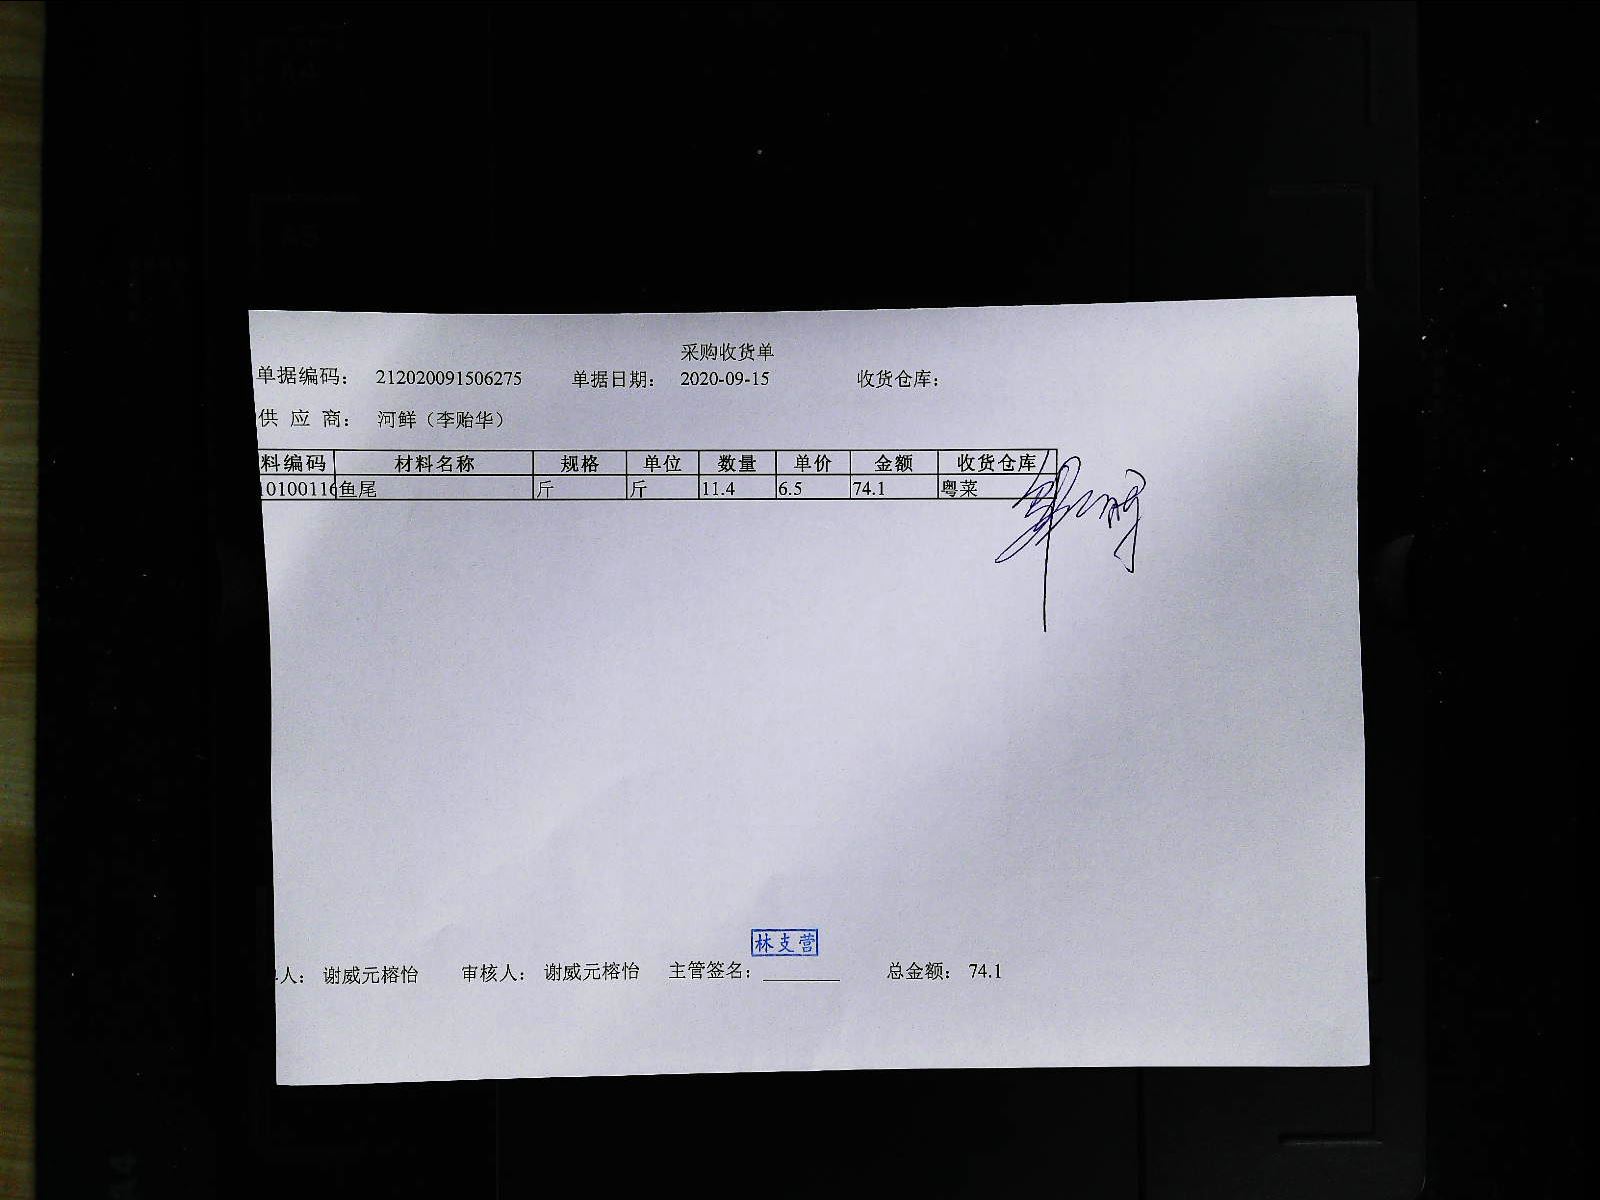 采购收货单
单据编码： 212020091506275 单据日期： 2020-09-15 收货仓库：
供 应 商： 河鲜（李贻华）
料编码 材料名称 规格 单位 数量 单价 金额 收货仓库
10100116 鱼尾 斤 斤 11.4 6.5 74.1 粤菜
林支营
人： 谢威元榕怡 审核人： 谢威元榕怡 主管签名： 总金额： 74.1